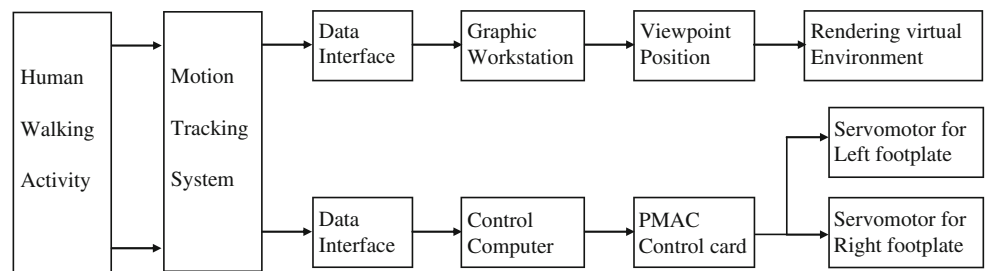 Human
Walking
Activity
Motion
Tracking
System
Data
Interface
Graphic
Workstation
Viewpoint
Position
Rendering virtual
Environment
Data
Interface
Control
Computer
PMAC
Control card
Servomotor for
Left footplate
Servomotor for
Right footplate